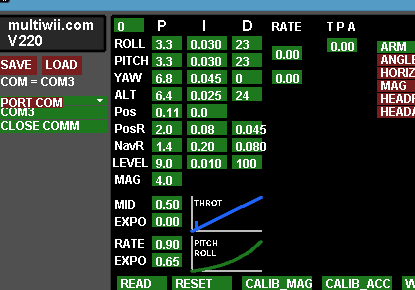 multiwii.com
V220
SAVE LOAD
COM = COM3
PORT COM
COM3
CLOSE COMM
0 P I D RATE T P A
ROLL 3.3 0.030 23 0.00 0.00 ARM
PITCH 3.3 0.030 23 ANGLE
YAW 6.8 0.045 0 0.00 HORIZ
ALT 6.4 0.025 24 MAG
Pos 0.11 0.0 HEADF
PosR 2.0 0.08 0.045 HEADA
NavR 1.4 0.20 0.080
LEVEL 9.0 0.010 100
MAG 4.0
MID 0.50 THROT
EXPO 0.00
RATE 0.90 PITCH
EXPO 0.65 ROLL
READ RESET CALIB_MAG CALIB_ACC W